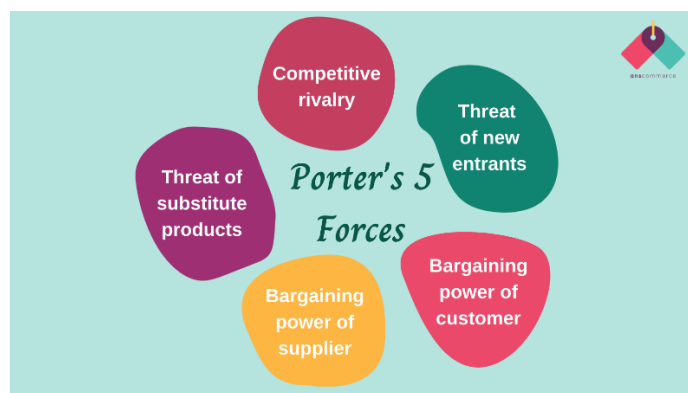 Competitive
rivalry
Threat
of new
entrants
Porter's 5
Forces
Threat of
substitute
products
Bargaining
power of
customer
Bargaining
power of
supplier
anscommerce